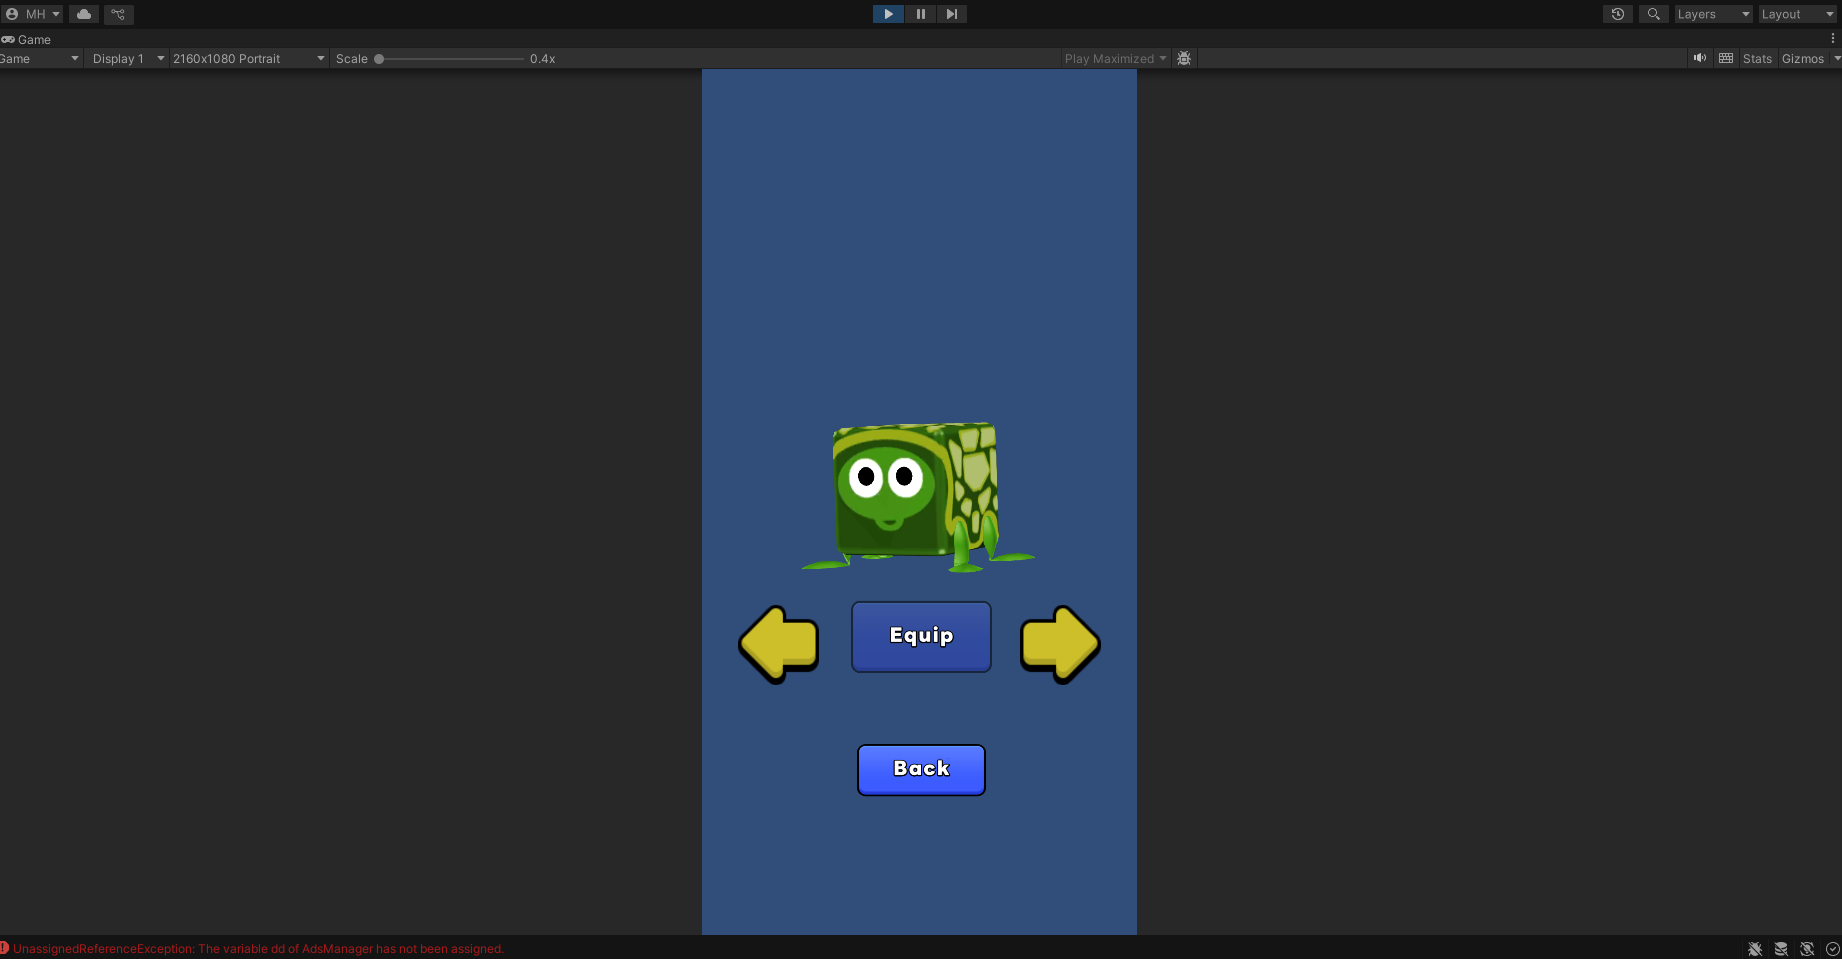 MH
Layers
Layout
Game
Game
Display 1
2160x1080 Portrait
Scale
0.4x
Play Maximized
Stats
Gizmos
Equip
Back
UnassignedReferenceException: The variable dd of AdsManager has not been assigned.